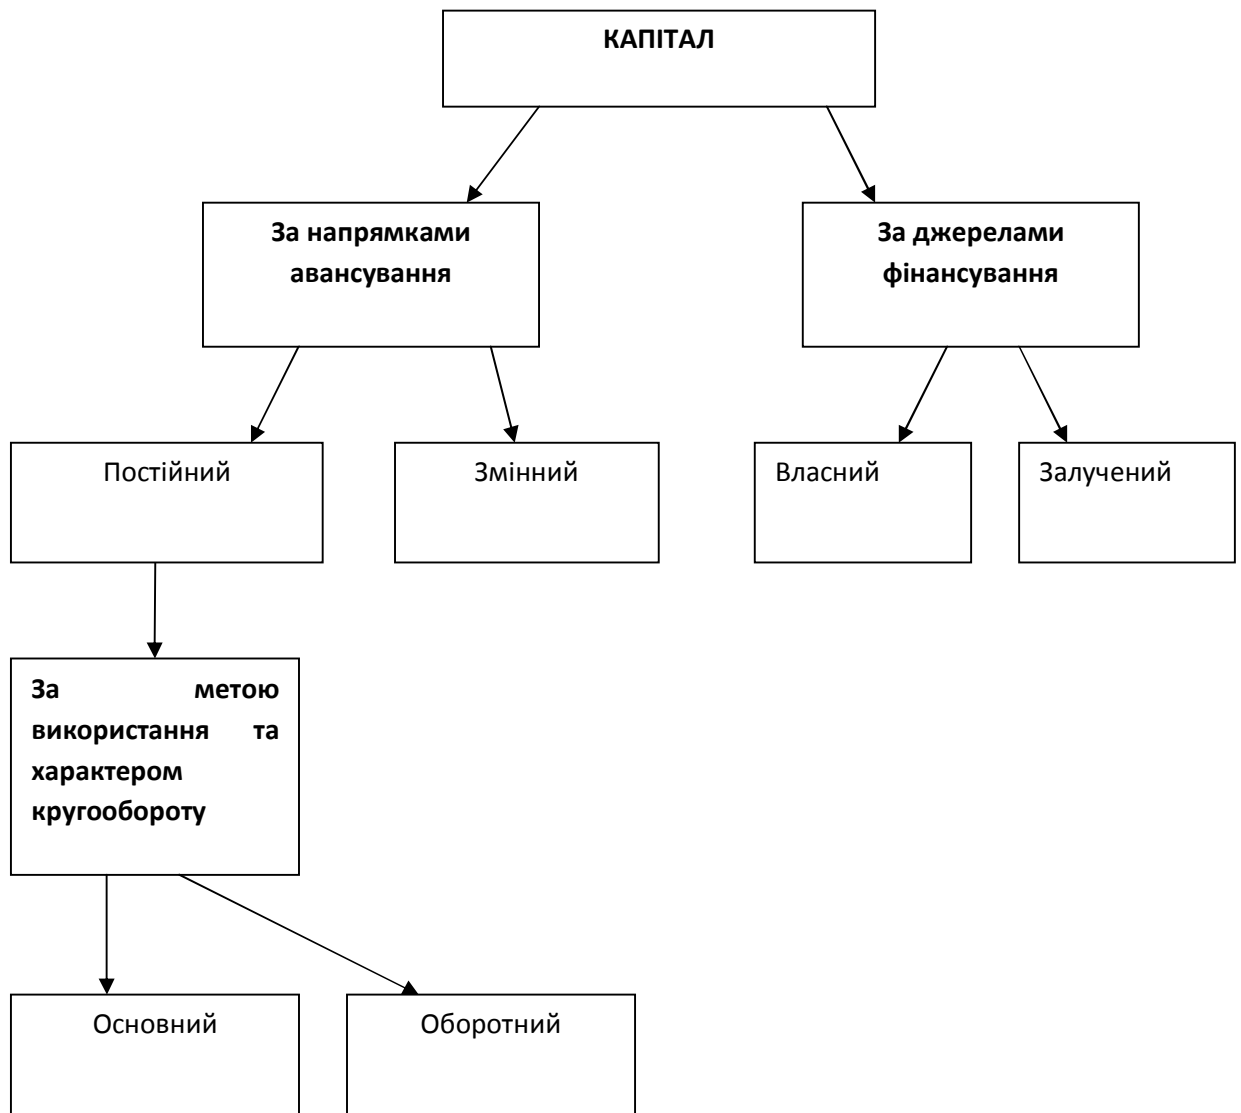 КАПІТАЛ
За напрямками
авансування
За джерелами
фінансування
Постійний
Змінний
Власний
Залучений
За метою
використання та
характером
кругообороту
Основний
Оборотний